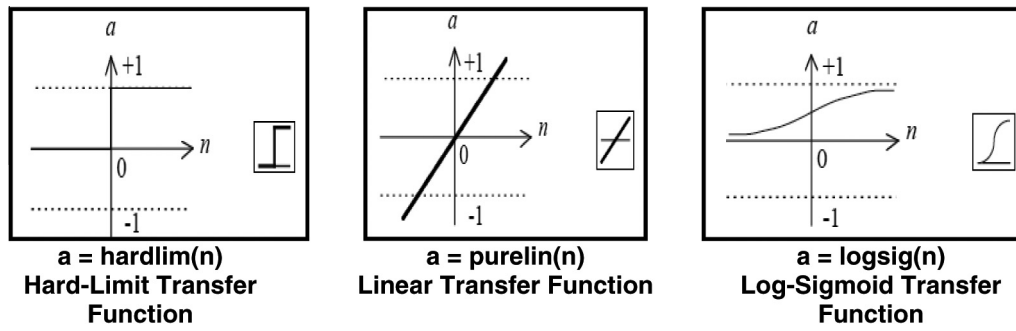 a
+1
n
0
-1
a = hardlim(n)
Hard-Limit Transfer
Function
a
+1
n
0
-1
a = purelin(n)
Linear Transfer Function
a
+1
n
0
-1
a = logsig(n)
Log-Sigmoid Transfer
Function